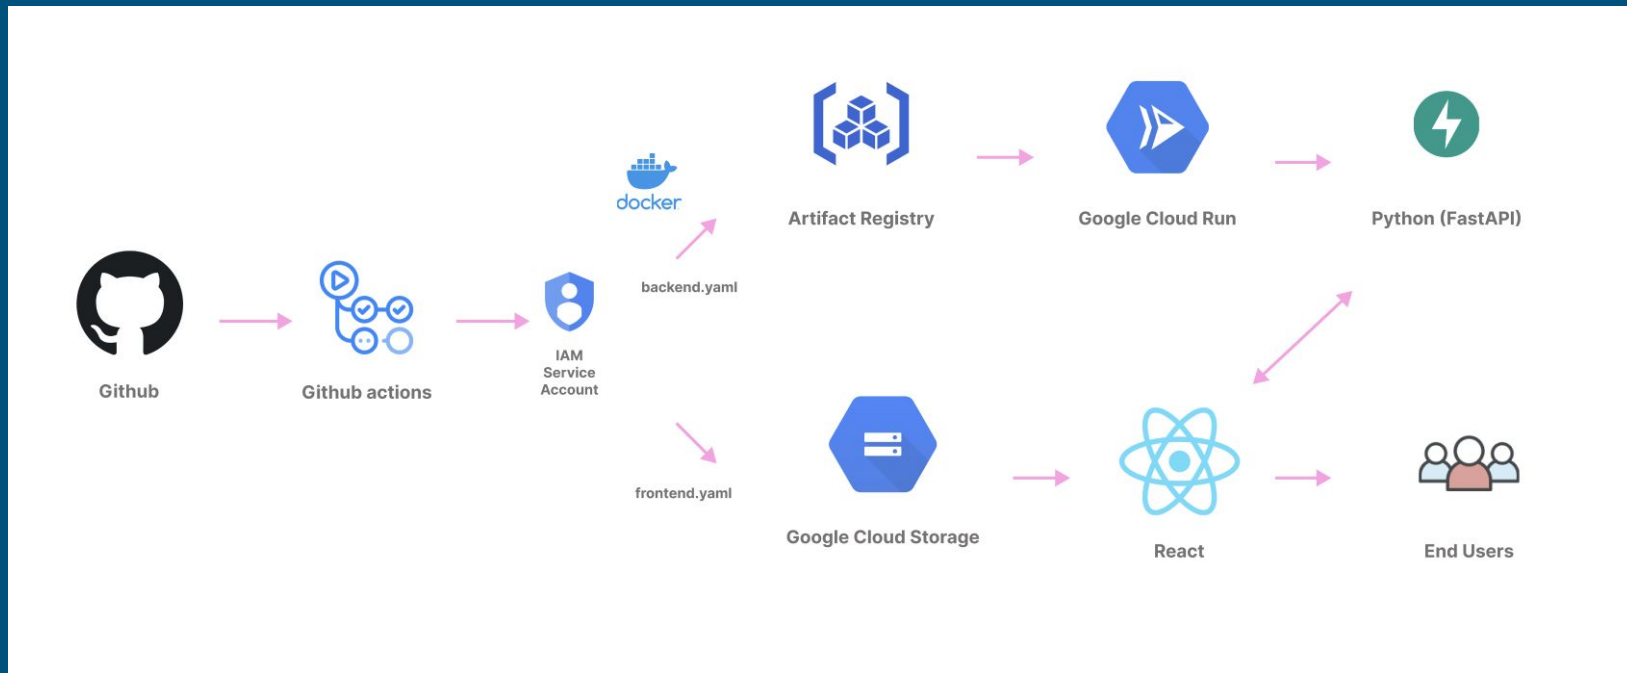 docker
Artifact Registry
Google Cloud Run
Python (FastAPI)
backend.yaml
Github
Github actions
IAM
Service
Account
frontend.yaml
Google Cloud Storage
React
End Users